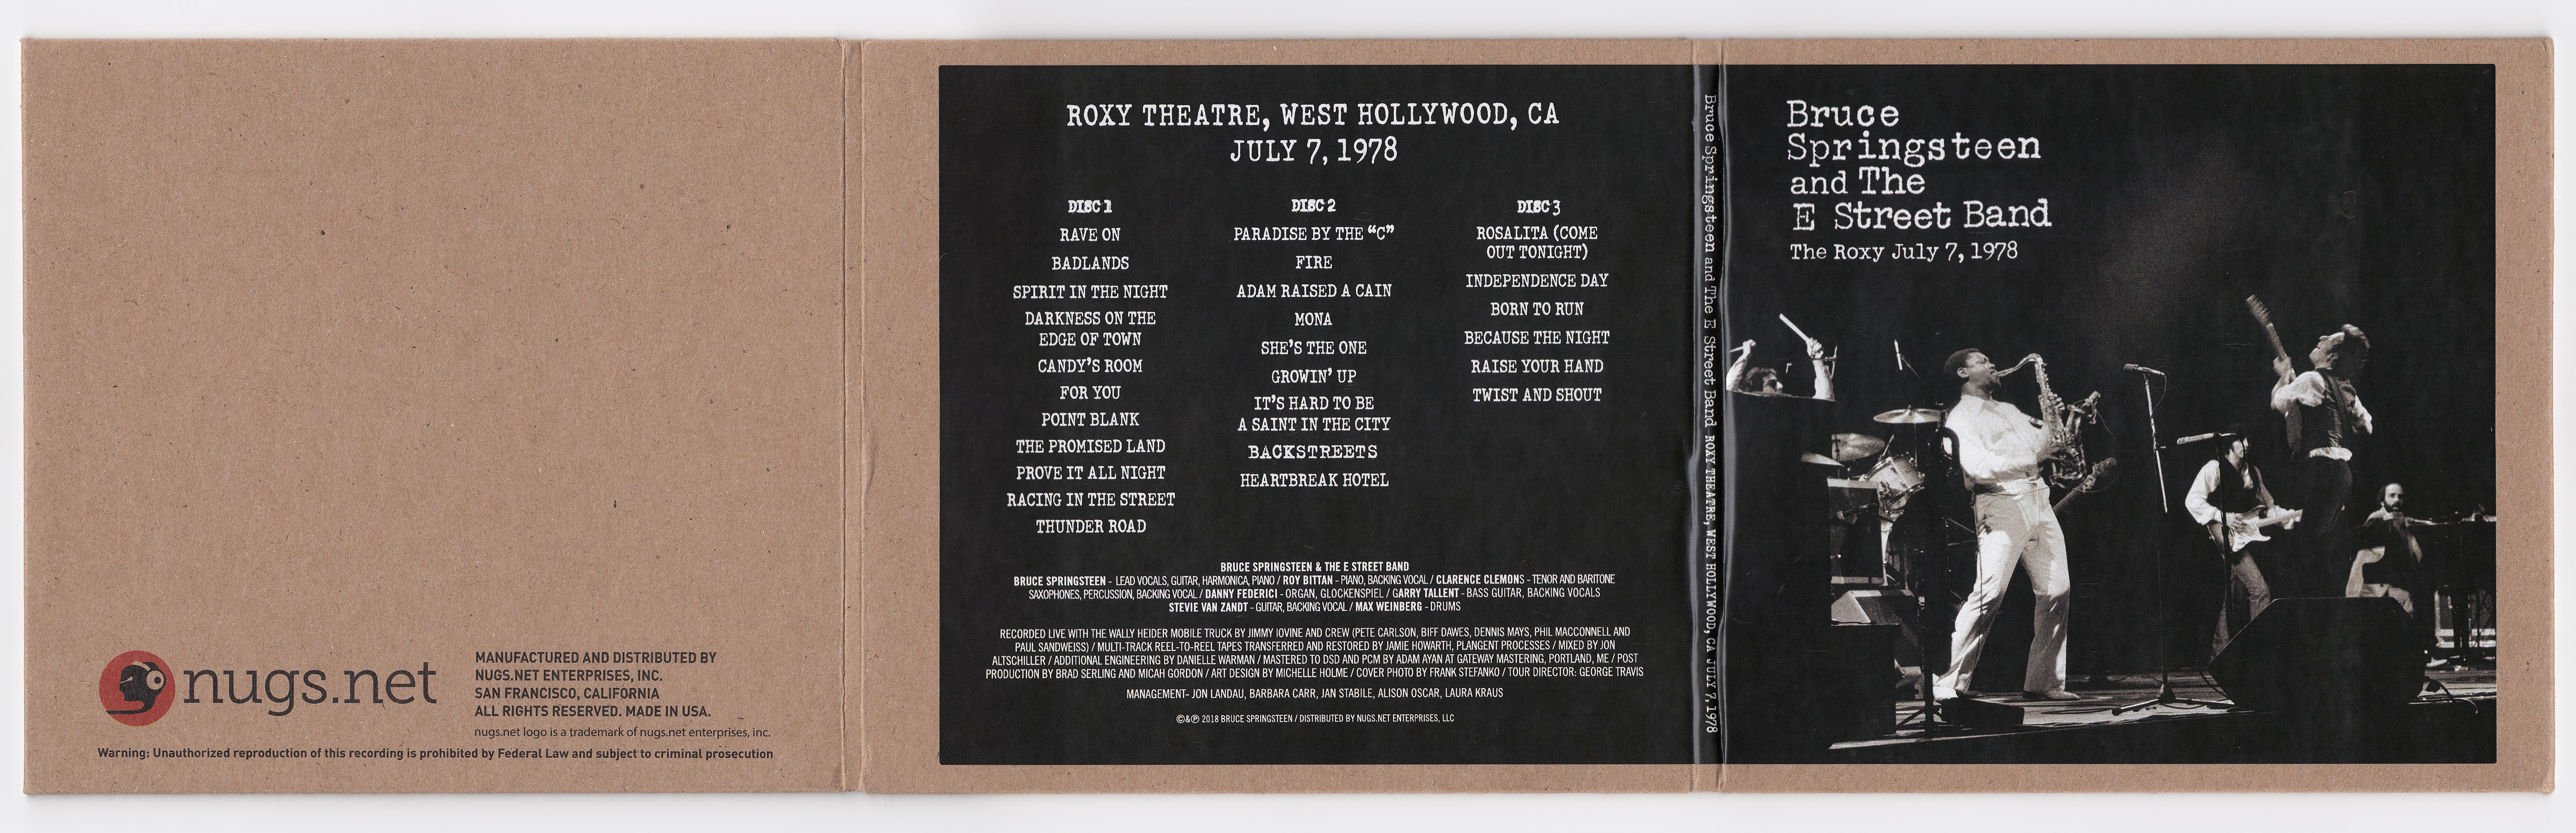 nugs.net
MANUFACTURED AND DISTRIBUTED BY
NUGS.NET ENTERPRISES, INC.
SAN FRANCISCO, CALIFORNIA
ALL RIGHTS RESERVED. MADE IN USA.
nugs.net logo is a trademark of nugs.net enterprises, inc.
Warning: Unauthorized reproduction of this recording is prohibited by Federal Law and subject to criminal prosecution
ROXY THEATRE, WEST HOLLYWOOD, CA
JULY 7, 1978
DISC 1
RAVE ON
BADLANDS
SPIRIT IN THE NIGHT
DARKNESS ON THE
EDGE OF TOWN
CANDY'S ROOM
FOR YOU
POINT BLANK
THE PROMISED LAND
PROVE IT ALL NIGHT
RACING IN THE STREET
THUNDER ROAD
DISC 2
PARADISE BY THE “C”
FIRE
ADAM RAISED A CAIN
MONA
SHE'S THE ONE
GROWIN' UP
IT'S HARD TO BE
A SAINT IN THE CITY
BACKSTREETS
HEARTBREAK HOTEL
DISC 3
ROSALITA (COME
OUT TONIGHT)
INDEPENDENCE DAY
BORN TO RUN
BECAUSE THE NIGHT
RAISE YOUR HAND
TWIST AND SHOUT
BRUCE SPRINGSTEEN & THE E STREET BAND
BRUCE SPRINGSTEEN - LEAD VOCALS, GUITAR, HARMONICA, PIANO / ROY BITTAN - PIANO, BACKING VOCAL / CLARENCE CLEMONS - TENOR AND BARITONE
SAXOPHONES, PERCUSSION, BACKING VOCAL / DANNY FEDERICI - ORGAN, GLOCKENSPIEL / GARRY TALLENT - BASS GUITAR, BACKING VOCALS
STEVIE VAN ZANDT - GUITAR, BACKING VOCAL / MAX WEINBERG - DRUMS
RECORDED LIVE WITH THE WALLY HEIDER MOBILE TRUCK BY JIMMY IOVINE AND CREW (PETE CARLSON, BIFF DAWES, DENNIS MAYS, PHIL MACCONNELL AND
PAUL SANDWEISS) / MULTI-TRACK REEL-TO-REEL TAPES TRANSFERRED AND RESTORED BY JAMIE HOWARTH, PLANGENT PROCESSES / MIXED BY JON
ALTSCHILLER / ADDITIONAL ENGINEERING BY DANIELLE WARMAN / MASTERED TO DSD AND PCM BY ADAM AYAN AT GATEWAY MASTERING, PORTLAND, ME / POST
PRODUCTION BY BRAD SERLING AND MICAH GORDON / ART DESIGN BY MICHELLE HOLME / COVER PHOTO BY FRANK STEFANKO / TOUR DIRECTOR: GEORGE TRAVIS
MANAGEMENT- JON LANDAU, BARBARA CARR, JAN STABILE, ALISON OSCAR, LAURA KRAUS
©&℗ 2018 BRUCE SPRINGSTEEN / DISTRIBUTED BY NUGS.NET ENTERPRISES, LLC
Bruce Springsteen and The E Street Band ROXY THEATRE, WEST HOLLYWOOD, CA JULY 7, 1978
Bruce
Springsteen
and The
E Street Band
The Roxy July 7, 1978